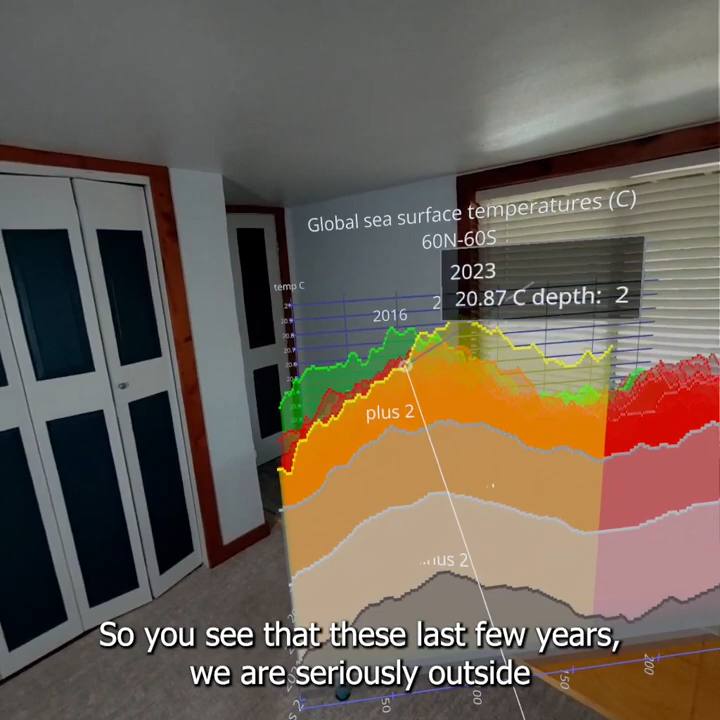 Global sea surface temperatures (C)
60N-60S
2023
20.87 C depth: 2
temp C
2016
plus 2
50
150
200
So you see that these last few years,
we are seriously outside